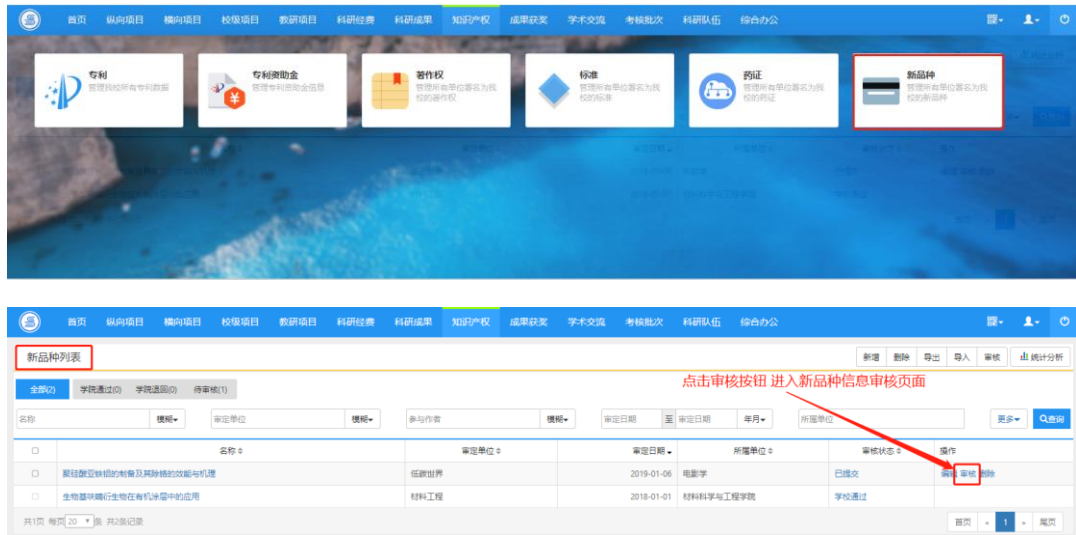 首页 纵向项目 横向项目 校级项目 教研项目 科研经费 科研成果 知识产权 成果获奖 学术交流 考核批次 科研队伍 综合办公
专利
管理我校所有专利数据
专利资助金
管理专利资助金信息
著作权
管理所有单位署名为我
校的著作权
标准
管理所有单位署名为我
校的标准
药证
管理所有单位署名为我
校的药证
新品种
管理所有单位署名为我
校的新品种
首页 纵向项目 横向项目 校级项目 教研项目 科研经费 科研成果 知识产权 成果获奖 学术交流 考核批次 科研队伍 综合办公
新品种列表 新增 删除 导出 导入 审核 统计分析
全部(2) 学院通过(0) 学院退回(0) 待审核(1)
点击审核按钮 进入新品种信息审核页面
名称 模糊 审定单位 模糊 参与作者 模糊 审定日期 至 审定日期 年月 所属单位 更多 查询
名称 审定单位 审定日期 所属单位 审核状态 操作
聚硅酸亚铁铝的制备及其除铬的效能与机理 低碳世界 2019-01-06 电影学 已提交 编辑 审核 删除
生物基呋喃衍生物在有机涂层中的应用 材料工程 2018-01-01 材料科学与工程学院 学校通过
共1页 每页 20 条 共2条记录 首页 « 1 » 尾页